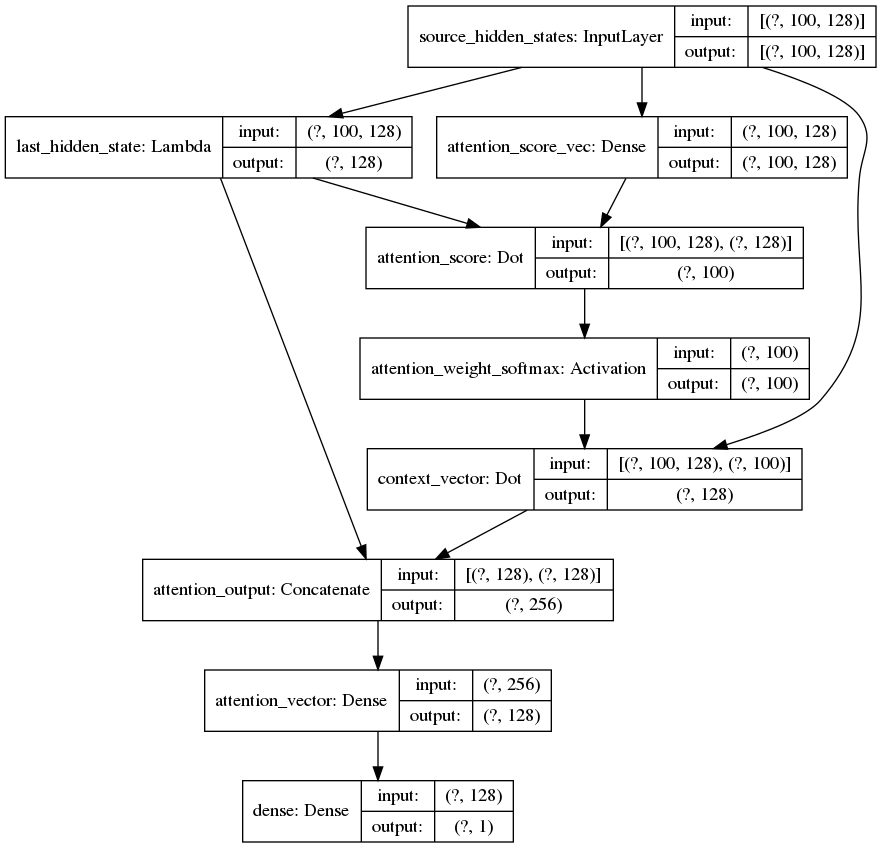 source_hidden_states: InputLayer
input:
[(?, 100, 128)]
output:
[(?, 100, 128)]
last_hidden_state: Lambda
input:
(?, 100, 128)
output:
(?, 128)
attention_score_vec: Dense
input:
(?, 100, 128)
output:
(?, 100, 128)
attention_score: Dot
input:
[(?, 100, 128), (?, 128)]
output:
(?, 100)
attention_weight_softmax: Activation
input:
(?, 100)
output:
(?, 100)
context_vector: Dot
input:
[(?, 100, 128), (?, 100)]
output:
(?, 128)
attention_output: Concatenate
input:
[(?, 128), (?, 128)]
output:
(?, 256)
attention_vector: Dense
input:
(?, 256)
output:
(?, 128)
dense: Dense
input:
(?, 128)
output:
(?, 1)